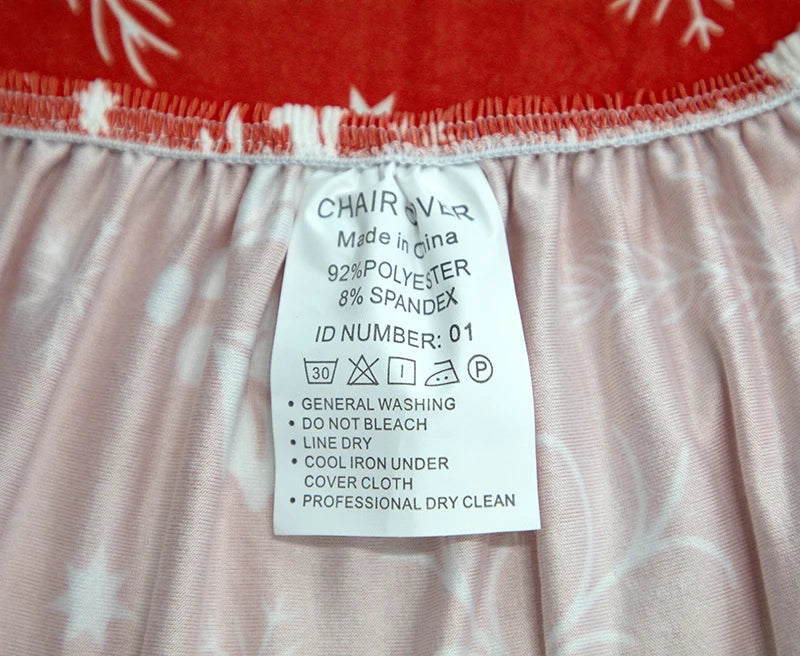 CHAIR COVER
Made in China
92%POLYESTER
8% SPANDEX
ID NUMBER: 01
30 P
• GENERAL WASHING
• DO NOT BLEACH
• LINE DRY
• COOL IRON UNDER
COVER CLOTH
• PROFESSIONAL DRY CLEAN